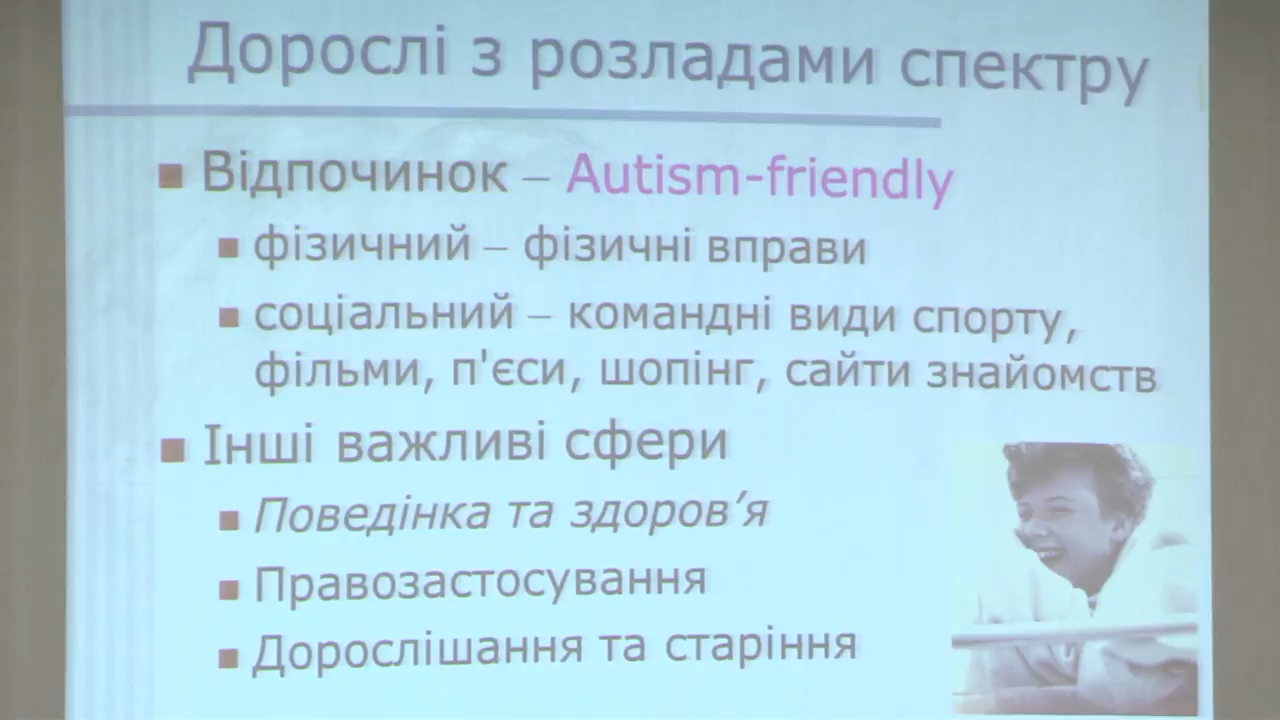 Дорослі з розладами спектру
Відпочинок – Autism-friendly
фізичний – фізичні вправи
соціальний – командні види спорту,
фільми, п'єси, шопінг, сайти знайомств
Інші важливі сфери
Поведінка та здоров’я
Правозастосування
Дорослішання та старіння